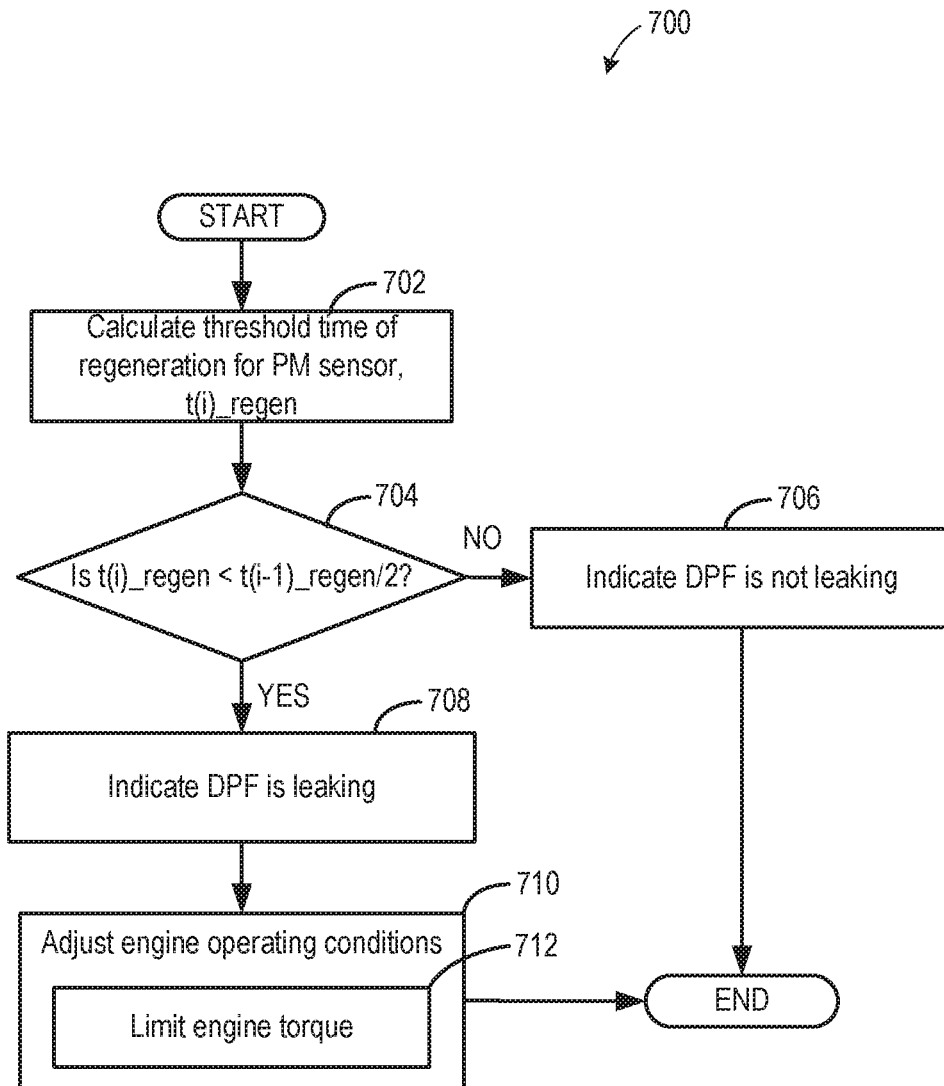 700
START
702
Calculate threshold time of
regeneration for PM sensor,
t(i)_regen
704
Is t(i)_regen < t(i-1)_regen/2?
NO
706
Indicate DPF is not leaking
YES
708
Indicate DPF is leaking
710
Adjust engine operating conditions
712
Limit engine torque
END